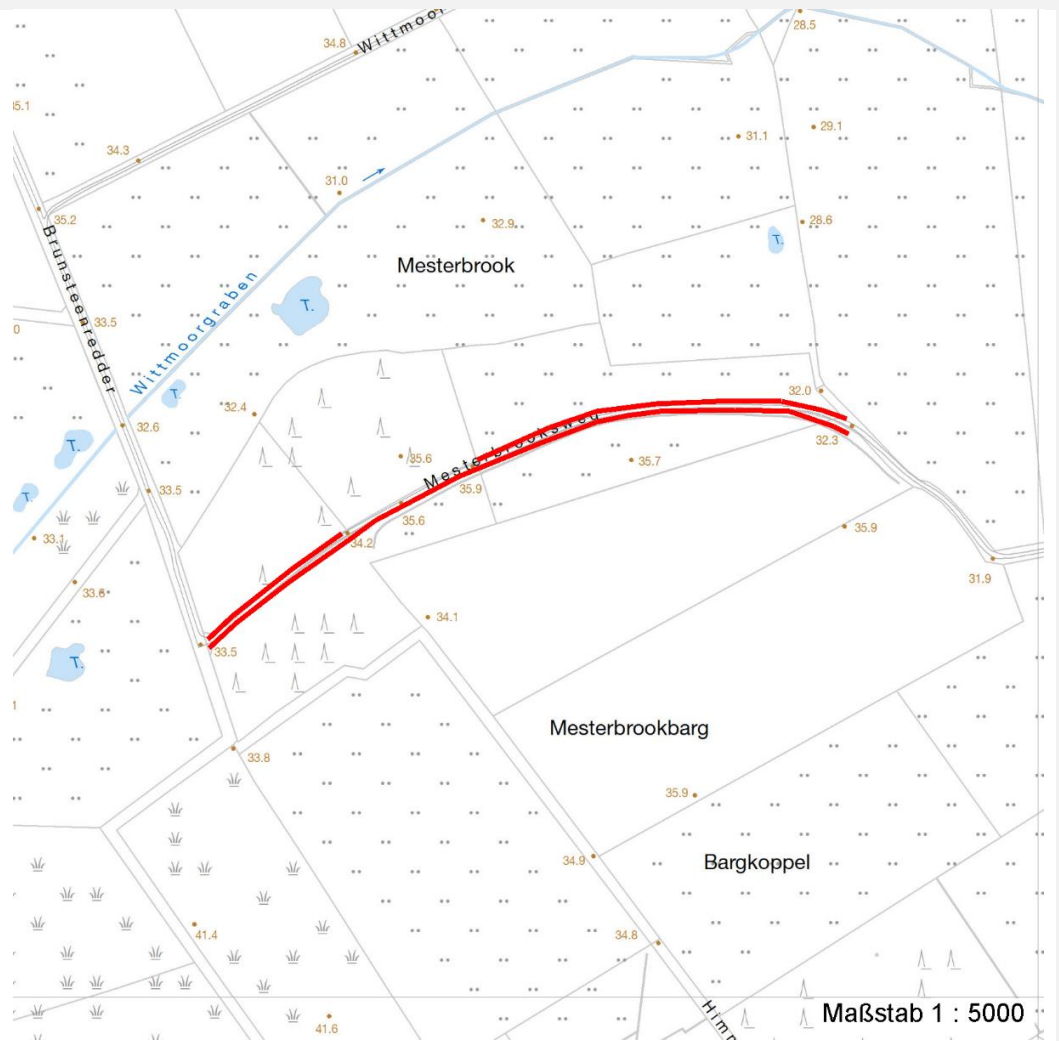 34.8
Wittmoor
28.5
35.1
31.1
29.1
34.3
31.0
35.2
32.9
28.6
Mesterbrook
T.
Brunsteenredder
T.
33.5
Wittmoorgraben
0
32.0
T.
32.4
32.6
Mesterbrooksweg
32.3
T.
35.6
35.7
35.9
33.5
T.
35.6
35.9
33.1
34.2
31.9
33.6
34.1
33.5
T.
1
Mesterbrookbarg
33.8
35.9
34.9
Bargkoppel
41.4
34.8
Himm
Maßstab 1 : 5000
41.6